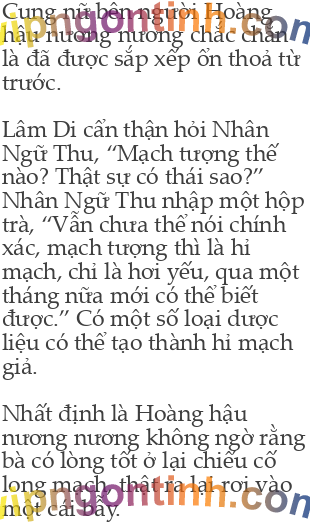 Cung nữ bên người Hoàng
hậu nương nương chắc chắn
là đã được sắp xếp ổn thoả từ
trước.
Lâm Di cẩn thận hỏi Nhân
Ngữ Thu, “Mạch tượng thế
nào? Thật sự có thái sao?”
Nhân Ngữ Thu nhập một hộp
trà, “Vẫn chưa thể nói chính
xác, mạch tượng thì là hỉ
mạch, chỉ là hơi yếu, qua một
tháng nữa mới có thể biết
được.” Có một số loại dược
liệu có thể tạo thành hỉ mạch
giả.
Nhất định là Hoàng hậu
nương nương không ngờ rằng
bà có lòng tốt ở lại chiếu cố
long mạch, thật ra lại rơi vào
một cái bẫy.
vipngontinh.com
vipngontinh.com